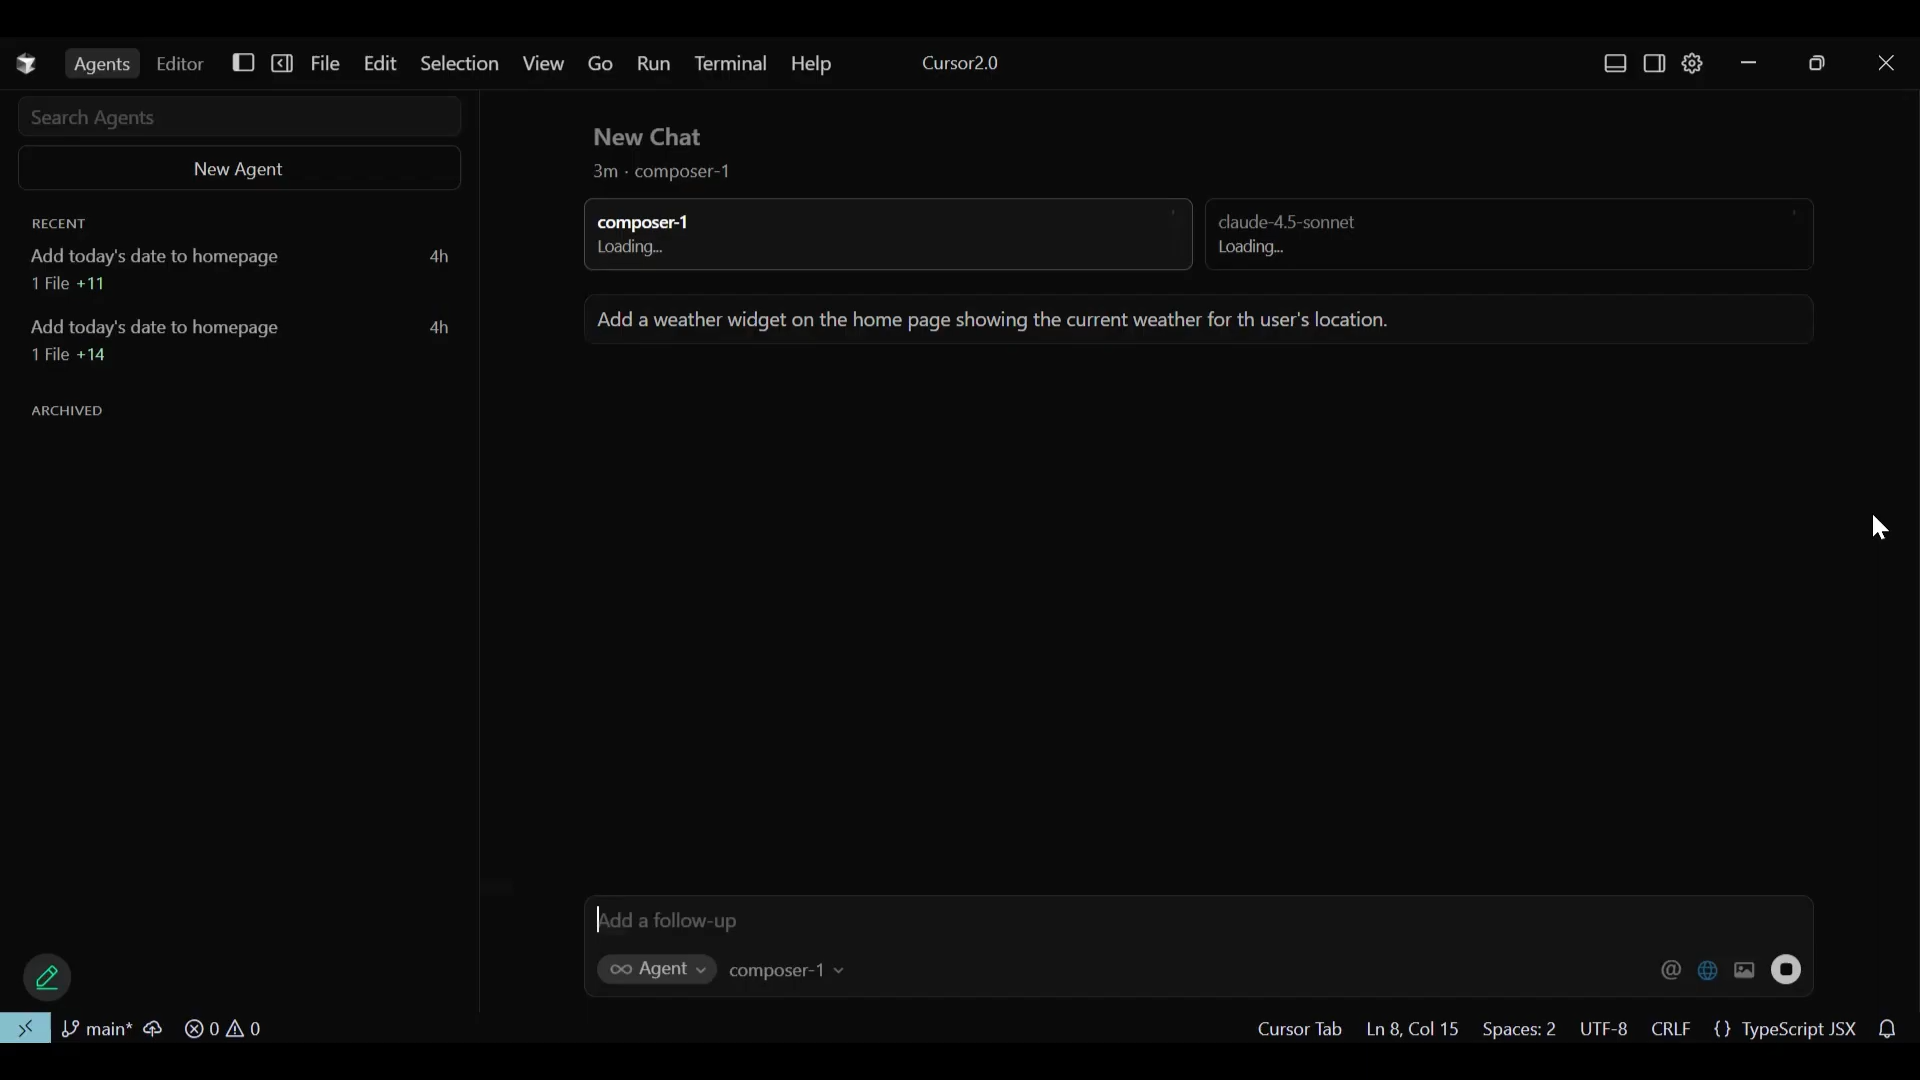 Agents Editor File Edit Selection View Go Run Terminal Help Cursor2.0
Search Agents
New Agent
RECENT
Add today's date to homepage 4h
1 File +11
Add today's date to homepage 4h
1 File +14
ARCHIVED
New Chat
3m · composer-1
composer-1
Loading...
claude-4.5-sonnet
Loading...
Add a weather widget on the home page showing the current weather for th user's location.
Add a follow-up
Agent composer-1
main* 0 0 Cursor Tab Ln 8, Col 15 Spaces: 2 UTF-8 CRLF {} TypeScript JSX